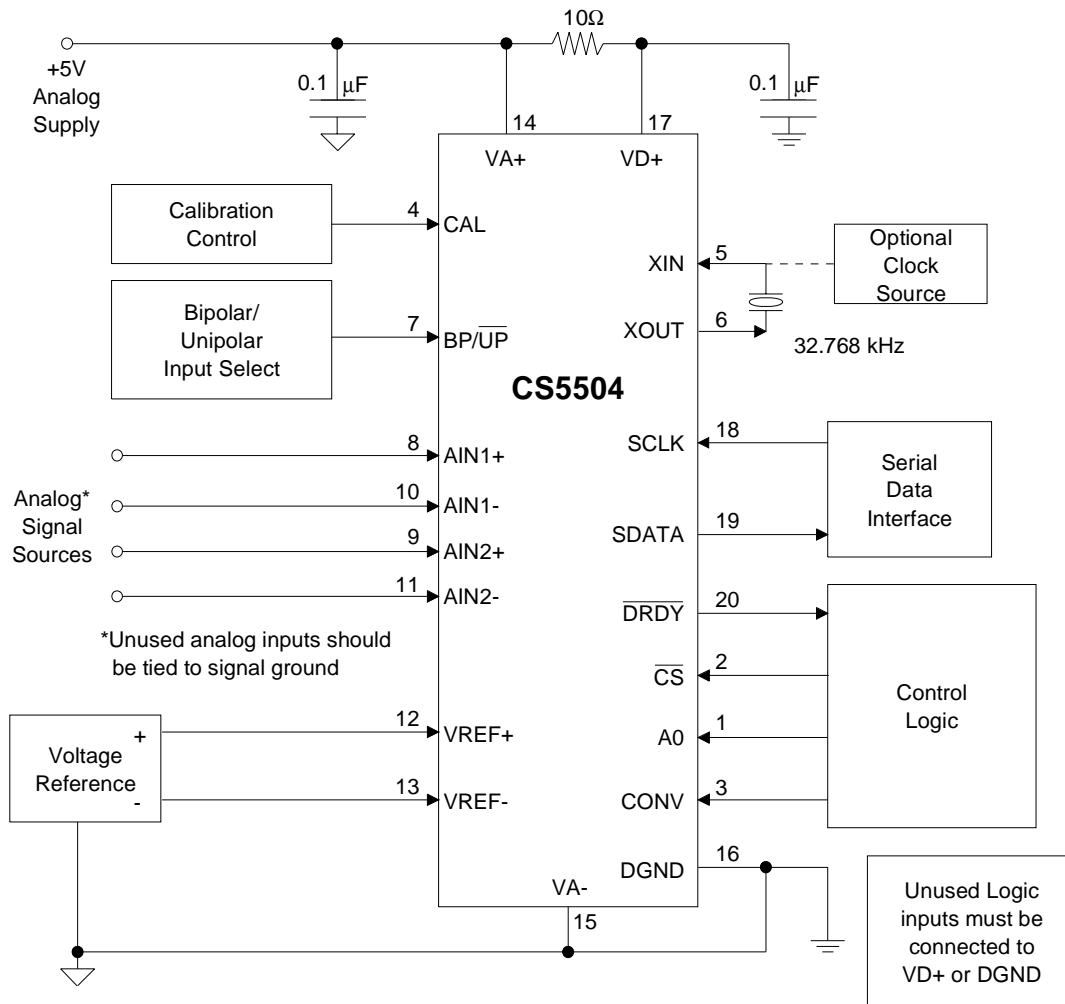 10Ω
+5V
Analog
Supply
0.1 µF
0.1 µF
14
17
VA+
VD+
Calibration
Control
4
CAL
Optional
Clock
Source
5
XIN
Bipolar/
Unipolar
Input Select
7
BP/U̅P̅
6
XOUT
32.768 kHz
CS5504
8
AIN1+
18
SCLK
Serial
Data
Interface
Analog*
Signal
Sources
10
AIN1-
9
AIN2+
19
SDATA
11
AIN2-
20
D̅R̅D̅Y̅
*Unused analog inputs should
be tied to signal ground
2
C̅S̅
Control
Logic
12
VREF+
1
A0
+
Voltage
Reference
-
13
VREF-
3
CONV
16
DGND
VA-
15
Unused Logic
inputs must be
connected to
VD+ or DGND